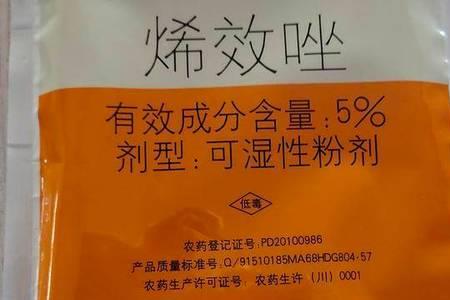 烯效唑
有效成分含量:5%
剂型:可湿性粉剂
低毒
农药登记证号:PD20100986
产品质量标准号:Q/91510185MA68HDG804·57
农药生产许可证号:农药生许(川)0001